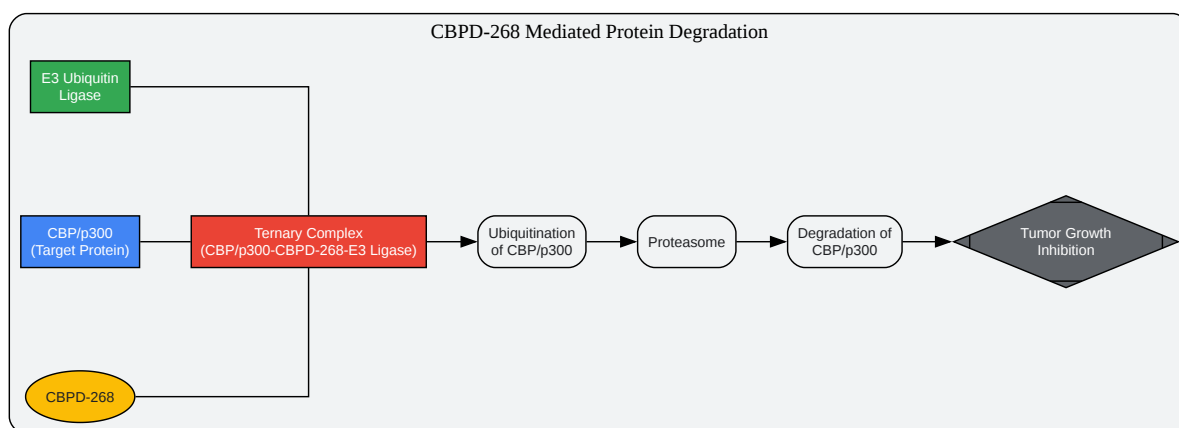 CBPD-268 Mediated Protein Degradation
E3 Ubiquitin
Ligase
CBP/p300
(Target Protein)
CBPD-268
Ternary Complex
(CBP/p300-CBPD-268-E3 Ligase)
Ubiquitination
of CBP/p300
Proteasome
Degradation of
CBP/p300
Tumor Growth
Inhibition